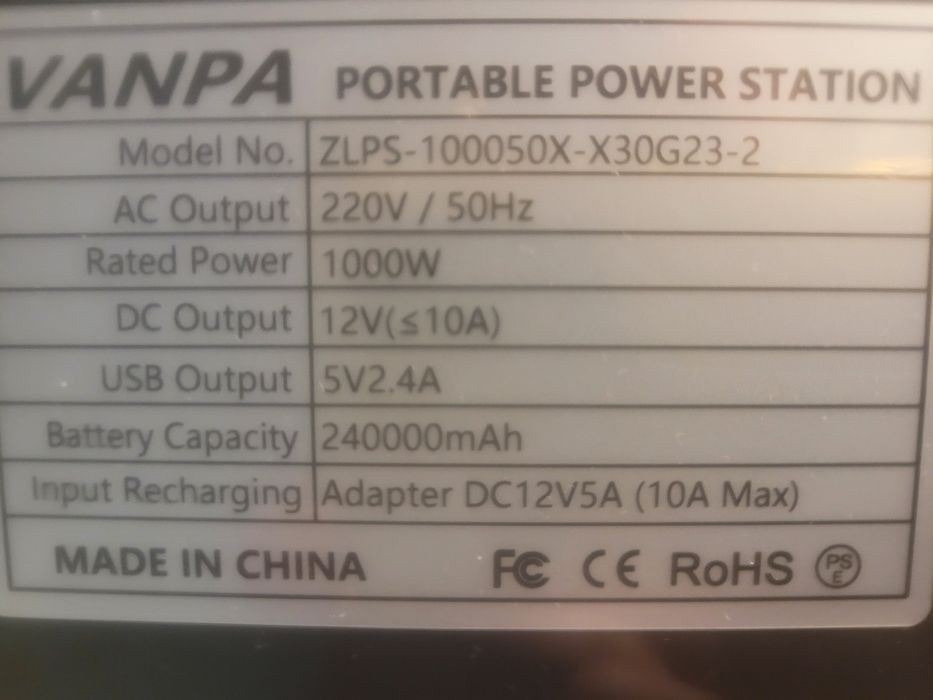 VANPA PORTABLE POWER STATION
Model No. ZLPS-100050X-X30G23-2
AC Output 220V / 50Hz
Rated Power 1000W
DC Output 12V(≤10A)
USB Output 5V2.4A
Battery Capacity 240000mAh
Input Recharging Adapter DC12V5A (10A Max)
MADE IN CHINA FC CE RoHS PSE